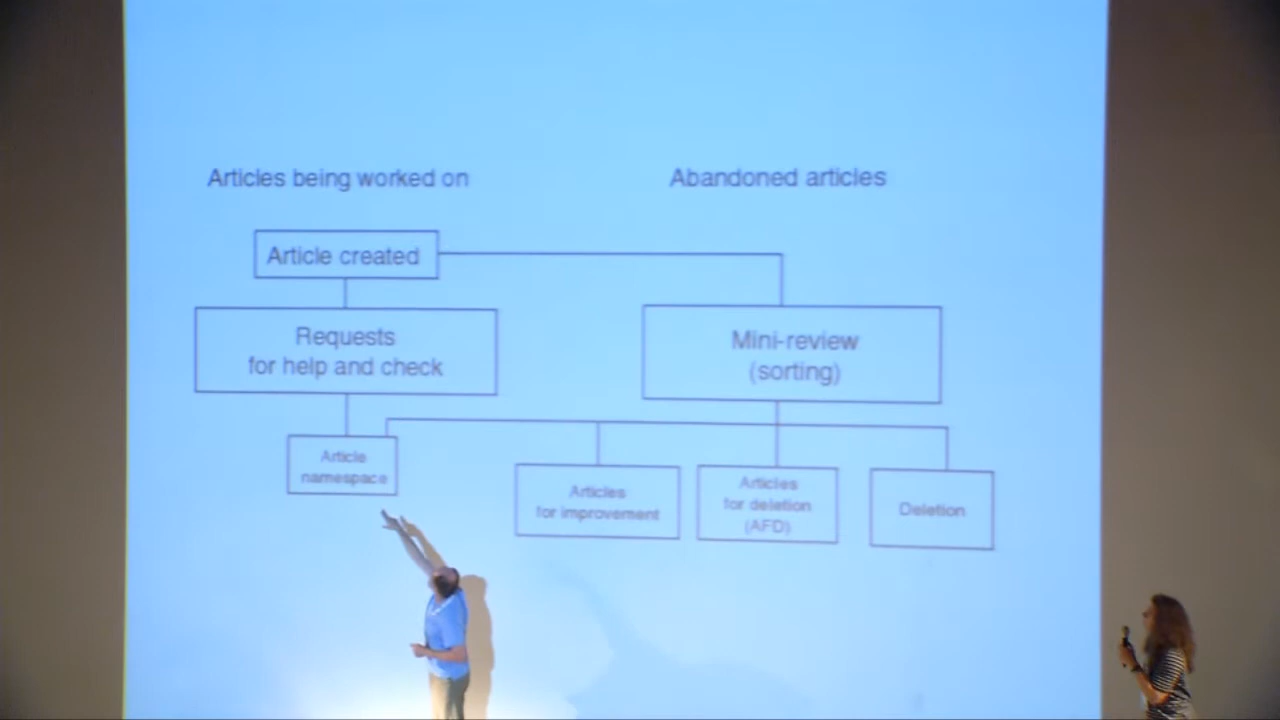 Articles being worked on
Abandoned articles
Article created
Requests
for help and check
Mini-review
(sorting)
Article
namespace
Articles
for improvement
Articles
for deletion
(AFD)
Deletion